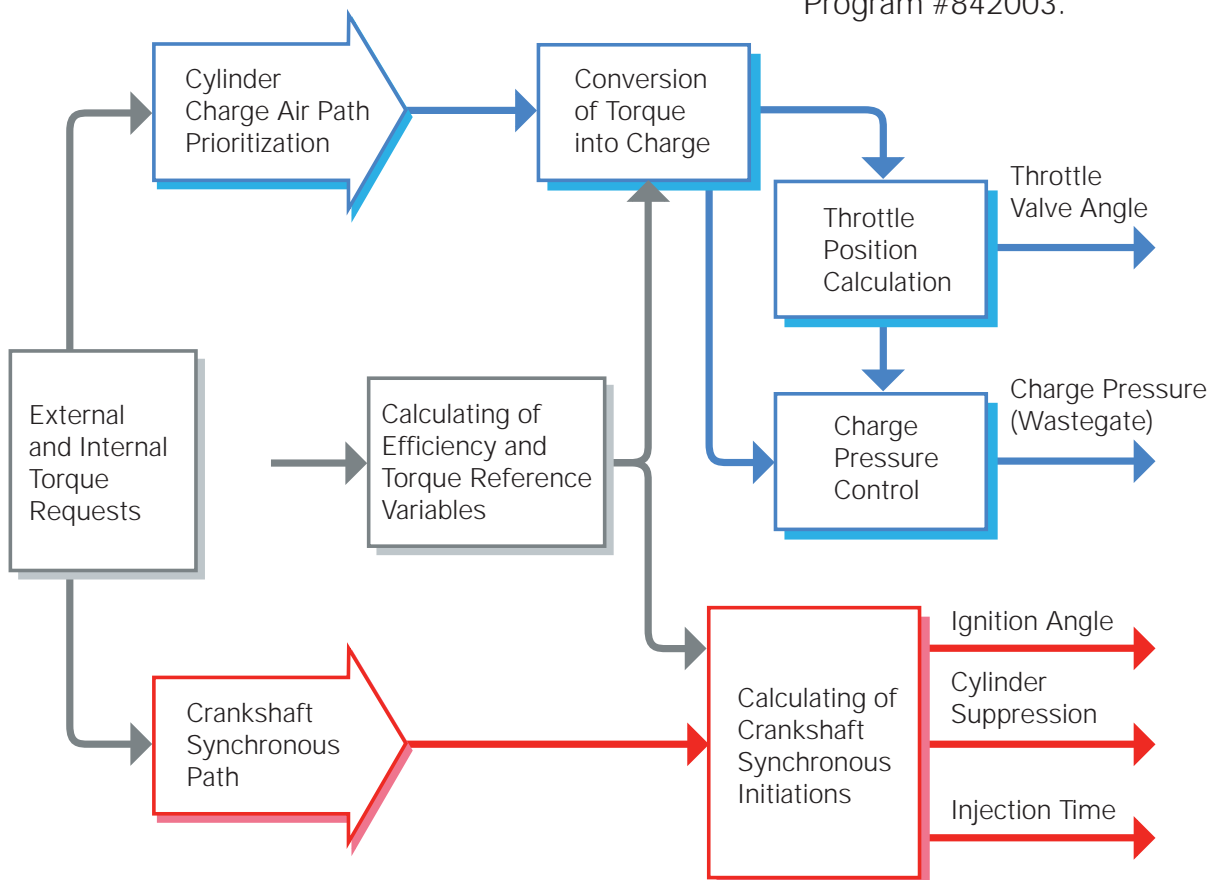 Program #842003.
Cylinder
Charge Air Path
Prioritization
Conversion
of Torque
into Charge
Throttle
Valve Angle
Throttle
Position
Calculation
External
and Internal
Torque
Requests
Calculating of
Efficiency and
Torque Reference
Variables
Charge Pressure
(Wastegate)
Charge
Pressure
Control
Ignition Angle
Cylinder
Suppression
Crankshaft
Synchronous
Path
Calculating of
Crankshaft
Synchronous
Initiations
Injection Time